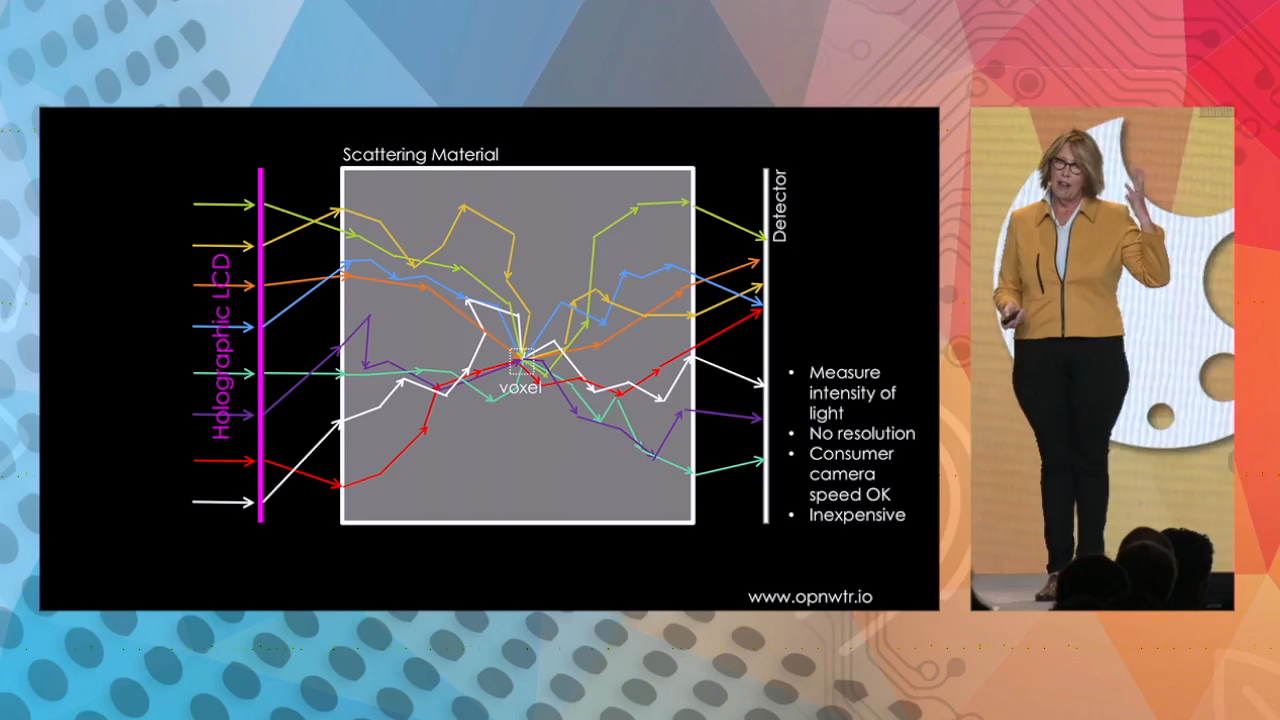 Scattering Material
Holographic LCD
voxel
Detector
• Measure
intensity of
light
• No resolution
• Consumer
camera
speed OK
• Inexpensive
www.opnwtr.io